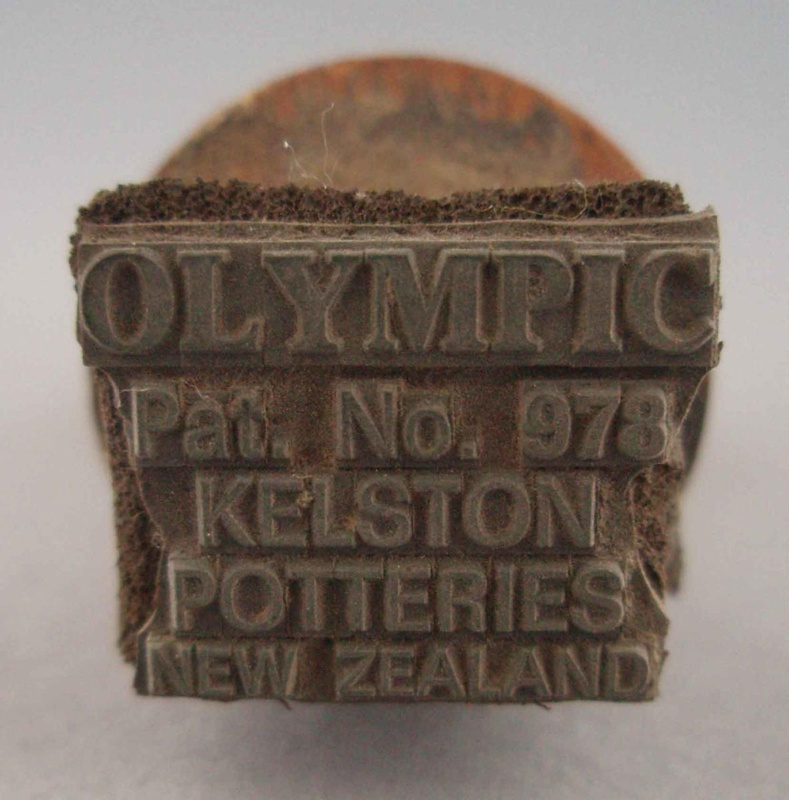 OLYMPIC
Pat. No. 978
KELSTON
POTTERIES
NEW ZEALAND